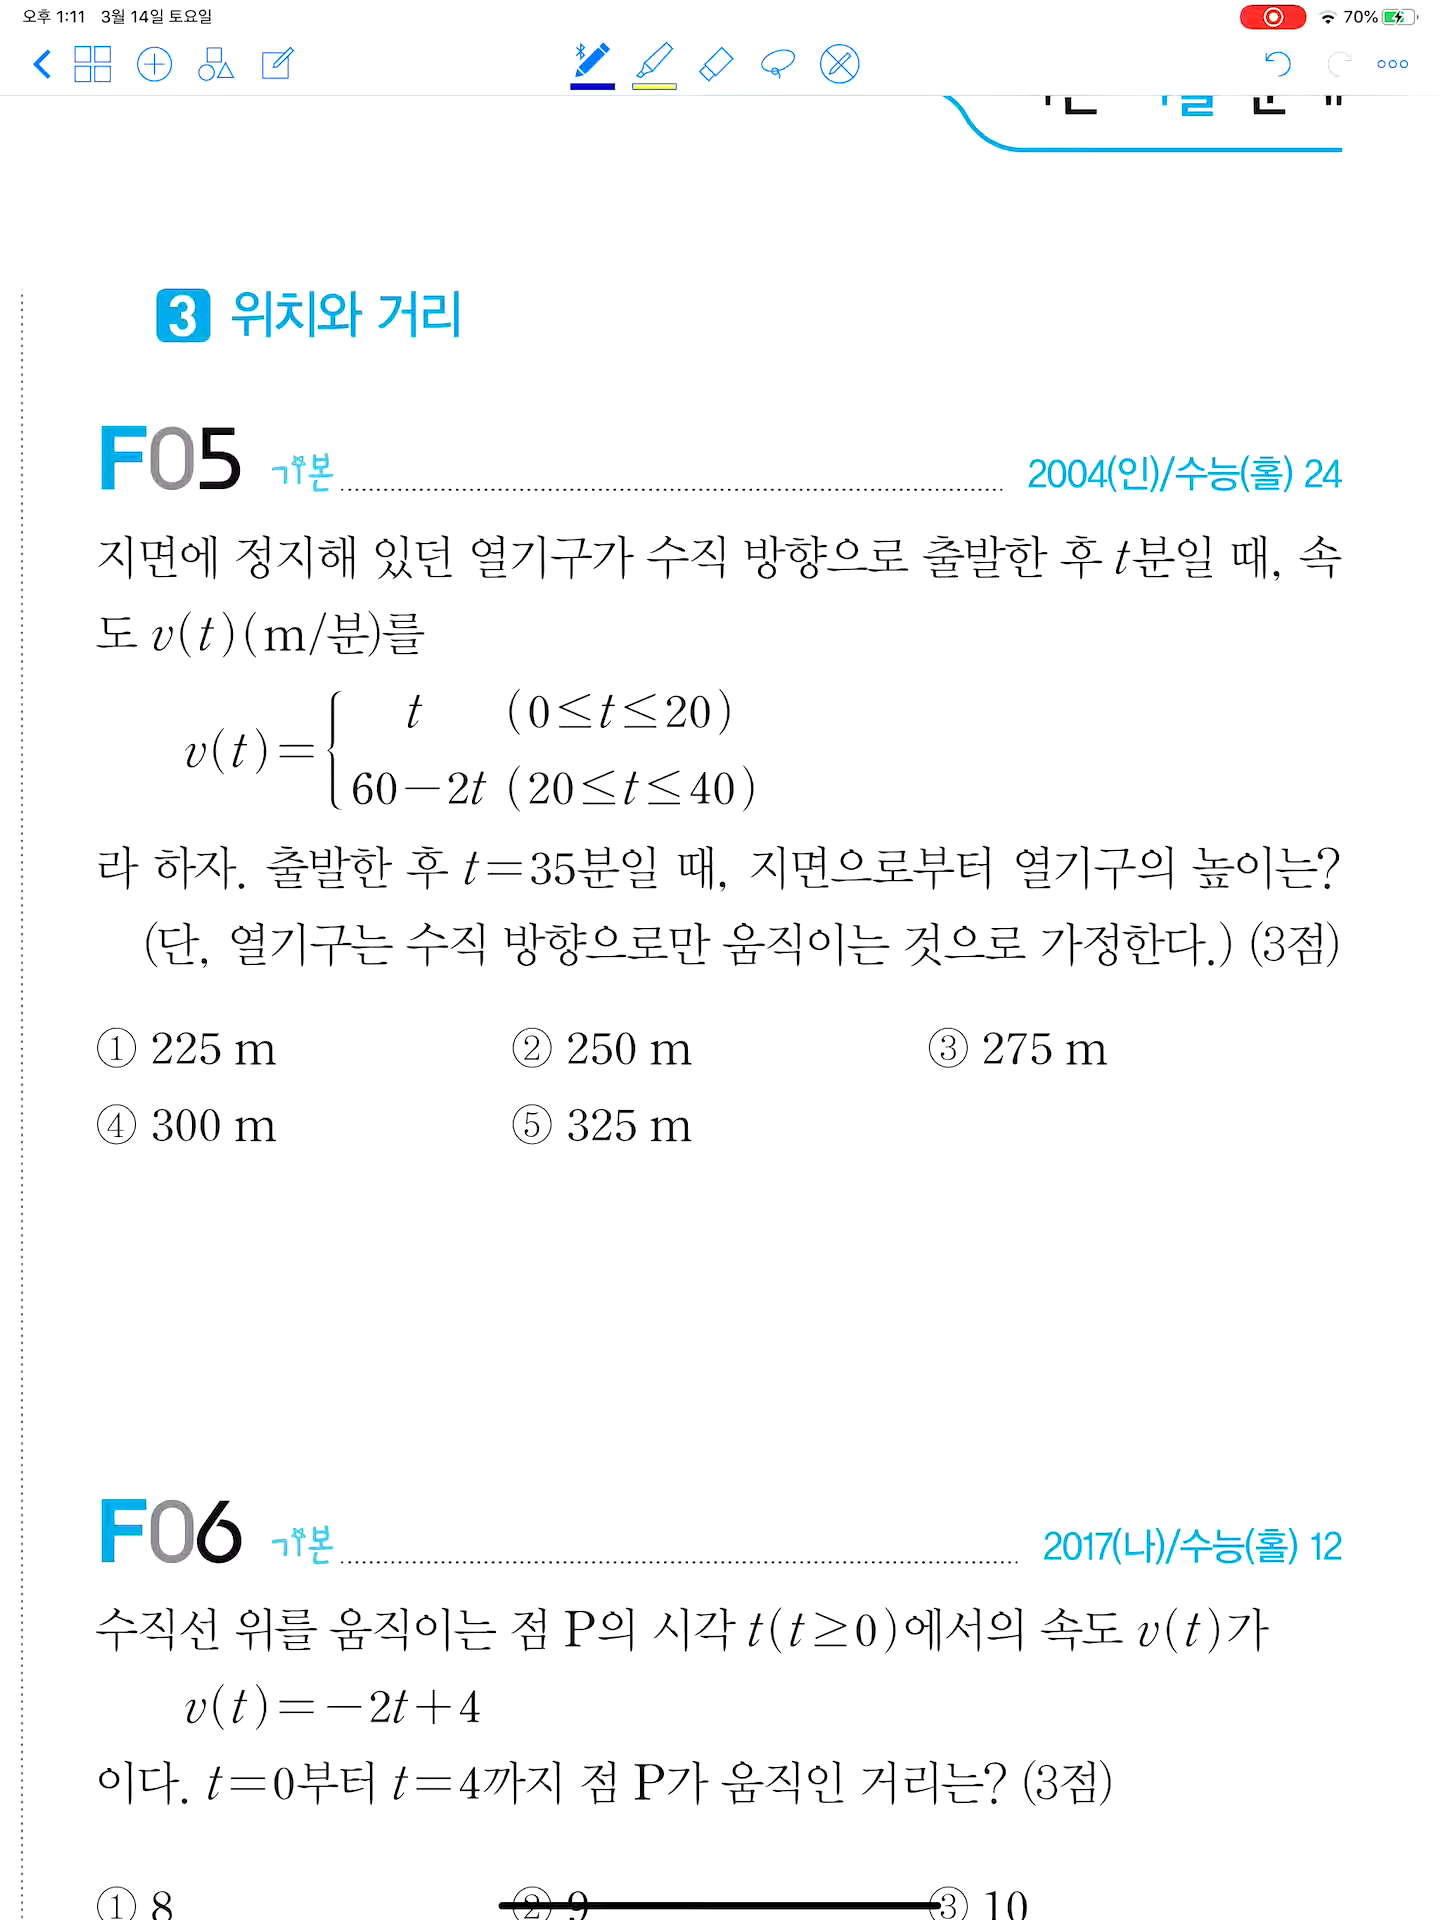 오후 1:11 3월 14일 토요일 70%
3 위치와 거리
F05 기본 2004(인)/수능(홀) 24
지면에 정지해 있던 열기구가 수직 방향으로 출발한 후 t분일 때, 속
도 v(t)(m/분)를
v(t)={ t (0≤t≤20)
60-2t (20≤t≤40)
라 하자. 출발한 후 t=35분일 때, 지면으로부터 열기구의 높이는?
(단, 열기구는 수직 방향으로만 움직이는 것으로 가정한다.) (3점)
① 225 m ② 250 m ③ 275 m
④ 300 m ⑤ 325 m
F06 기본 2017(나)/수능(홀) 12
수직선 위를 움직이는 점 P의 시각 t(t≥0)에서의 속도 v(t)가
v(t)=-2t+4
이다. t=0부터 t=4까지 점 P가 움직인 거리는? (3점)
① 8 ② 9 ③ 10